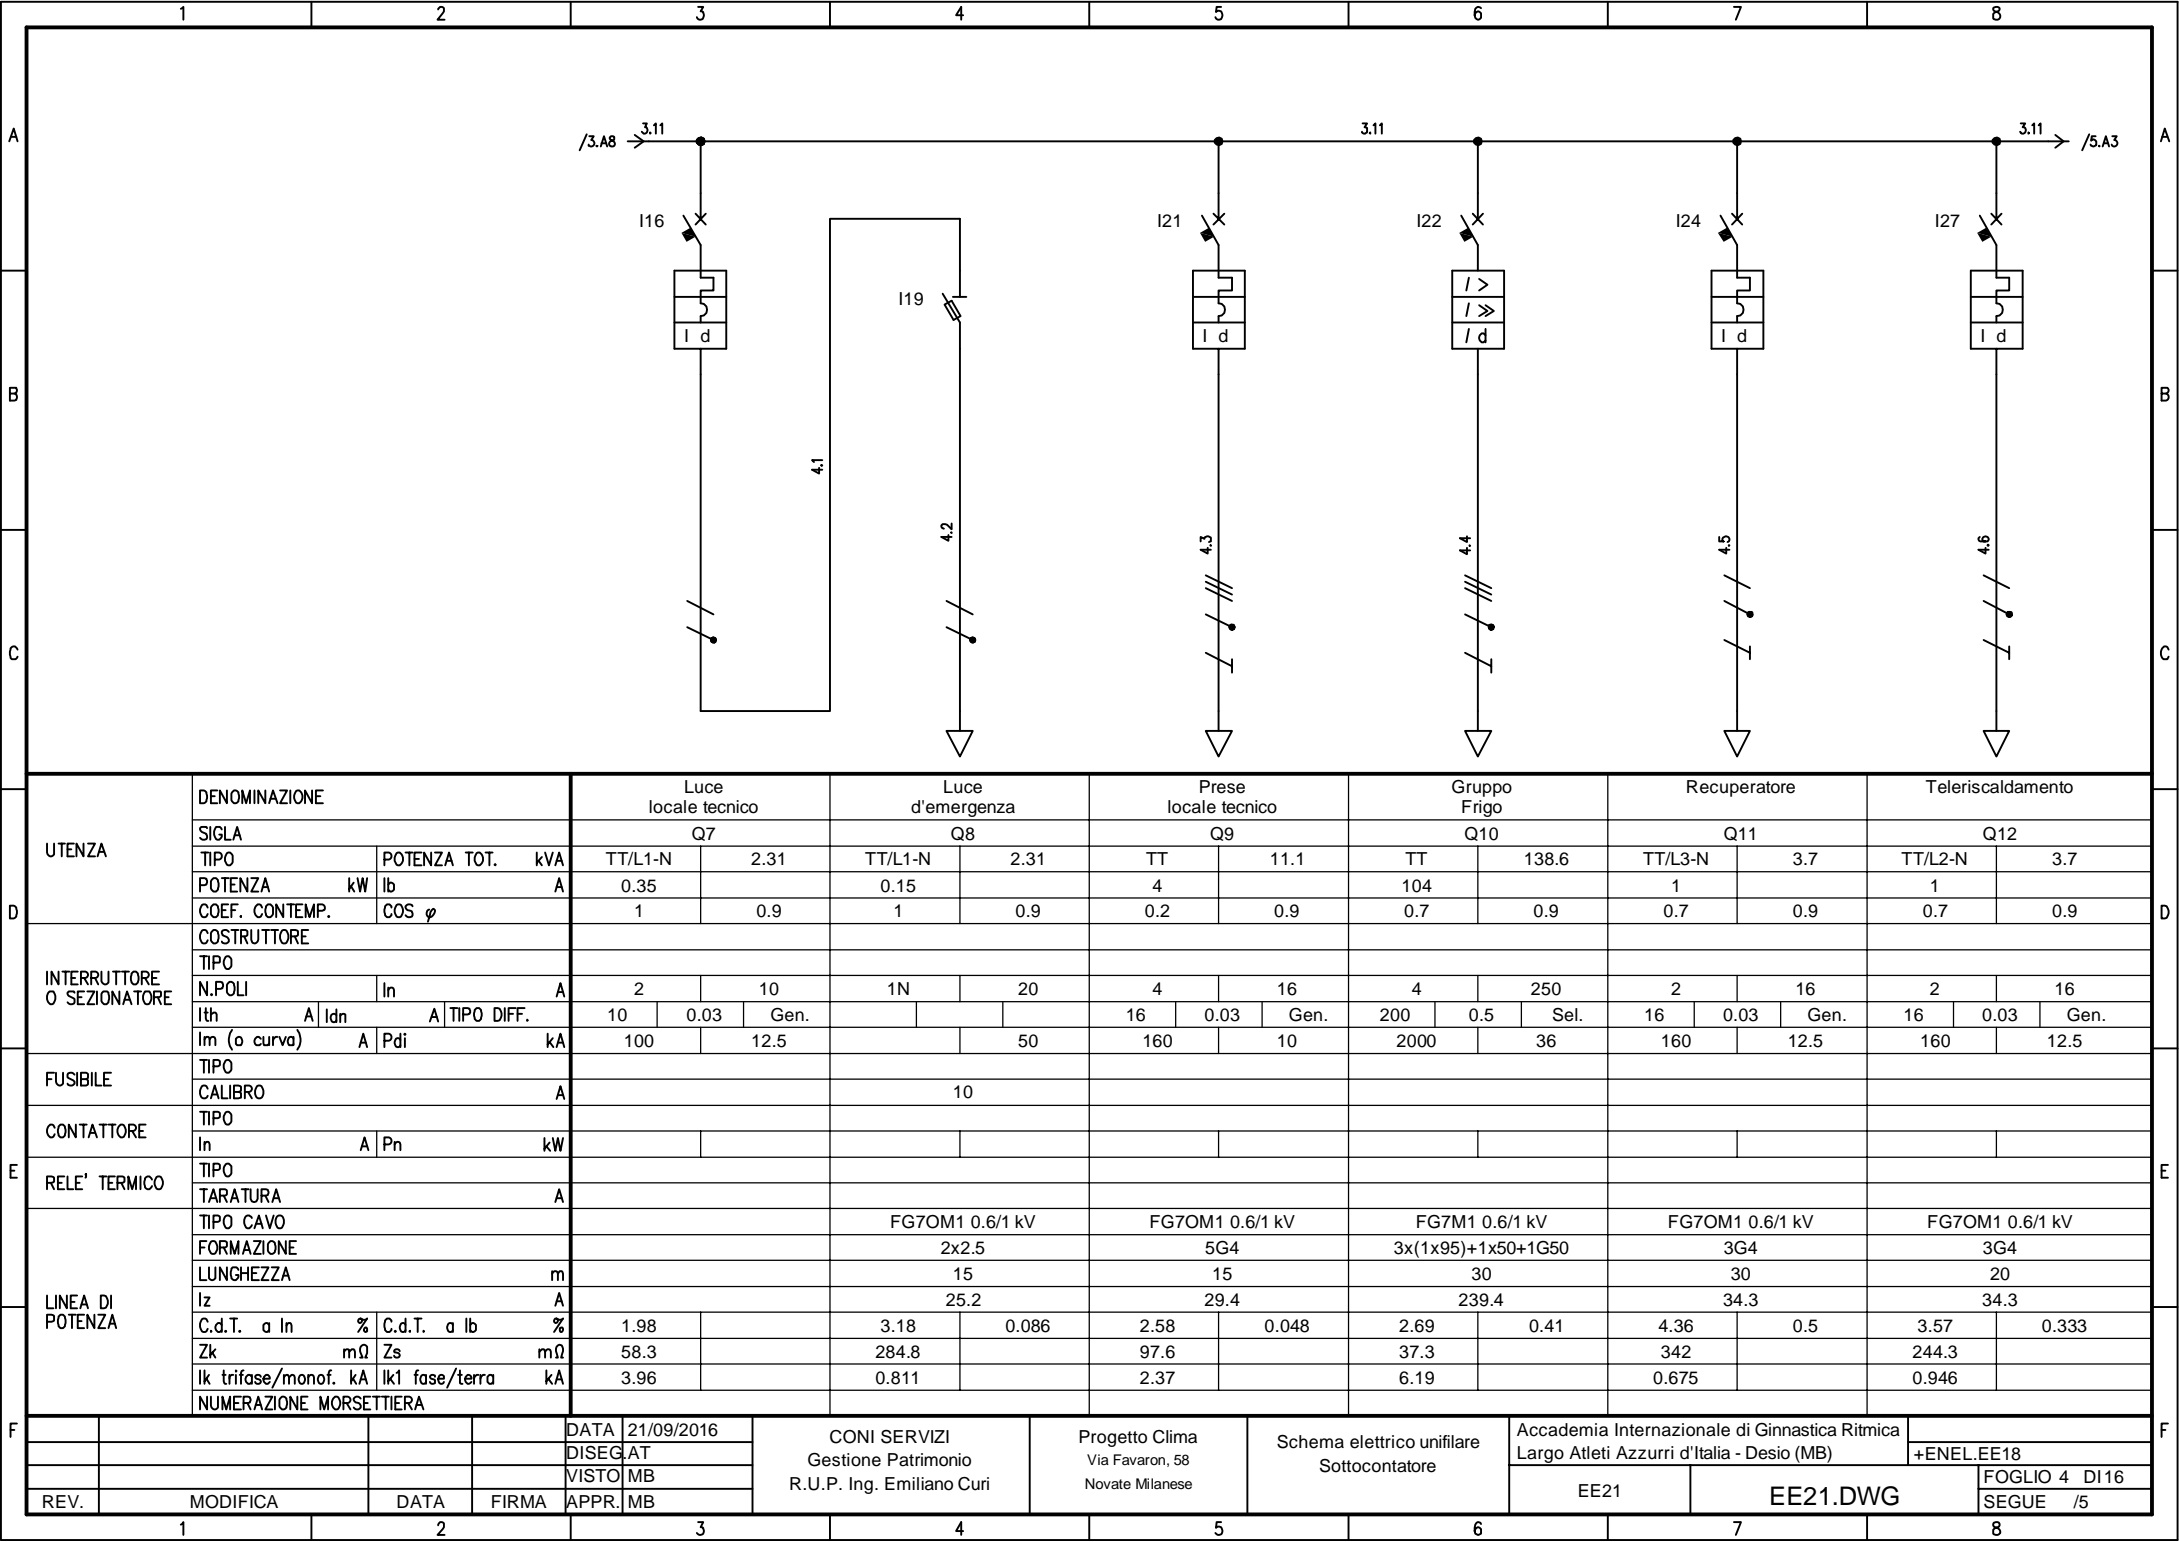 1 2 3 4 5 6 7 8
A A
/3.A8 3.11 3.11 3.11 /5.A3
I16 I19 I21 I22 I24 I27
I d
I >
I ≫
I d
I d
I d
I d
B B
4.1 4.2 4.3 4.4 4.5 4.6
C C
UTENZA
DENOMINAZIONE Luce locale tecnico Luce d'emergenza Prese locale tecnico Gruppo Frigo Recuperatore Teleriscaldamento
SIGLA Q7 Q8 Q9 Q10 Q11 Q12
TIPO POTENZA TOT. kVA TT/L1-N 2.31 TT/L1-N 2.31 TT 11.1 TT 138.6 TT/L3-N 3.7 TT/L2-N 3.7
POTENZA kW Ib A 0.35 0.15 4 104 1 1
D COEF. CONTEMP. COS φ 1 0.9 1 0.9 0.2 0.9 0.7 0.9 0.7 0.9 0.7 0.9 D
INTERRUTTORE
O SEZIONATORE
COSTRUTTORE
TIPO
N.POLI In A 2 10 1N 20 4 16 4 250 2 16 2 16
Ith A Idn A TIPO DIFF. 10 0.03 Gen. 16 0.03 Gen. 200 0.5 Sel. 16 0.03 Gen. 16 0.03 Gen.
Im (o curva) A Pdi kA 100 12.5 50 160 10 2000 36 160 12.5 160 12.5
FUSIBILE
TIPO
CALIBRO A 10
CONTATTORE
TIPO
In A Pn kW
E E
RELE' TERMICO
TIPO
TARATURA A
LINEA DI
POTENZA
TIPO CAVO FG7OM1 0.6/1 kV FG7OM1 0.6/1 kV FG7M1 0.6/1 kV FG7OM1 0.6/1 kV FG7OM1 0.6/1 kV
FORMAZIONE 2x2.5 5G4 3x(1x95)+1x50+1G50 3G4 3G4
LUNGHEZZA m 15 15 30 30 20
Iz A 25.2 29.4 239.4 34.3 34.3
C.d.T. a In % C.d.T. a Ib % 1.98 3.18 0.086 2.58 0.048 2.69 0.41 4.36 0.5 3.57 0.333
Zk mΩ Zs mΩ 58.3 284.8 97.6 37.3 342 244.3
Ik trifase/monof. kA Ik1 fase/terra kA 3.96 0.811 2.37 6.19 0.675 0.946
NUMERAZIONE MORSETTIERA
F F
DATA 21/09/2016
DISEG. AT
VISTO MB
REV. MODIFICA DATA FIRMA APPR. MB
CONI SERVIZI
Gestione Patrimonio
R.U.P. Ing. Emiliano Curi
Progetto Clima
Via Favaron, 58
Novate Milanese
Schema elettrico unifilare
Sottocontatore
Accademia Internazionale di Ginnastica Ritmica
Largo Atleti Azzurri d'Italia - Desio (MB)
+ENEL.EE18
EE21
EE21.DWG
FOGLIO 4 DI 16
SEGUE /5
1 2 3 4 5 6 7 8